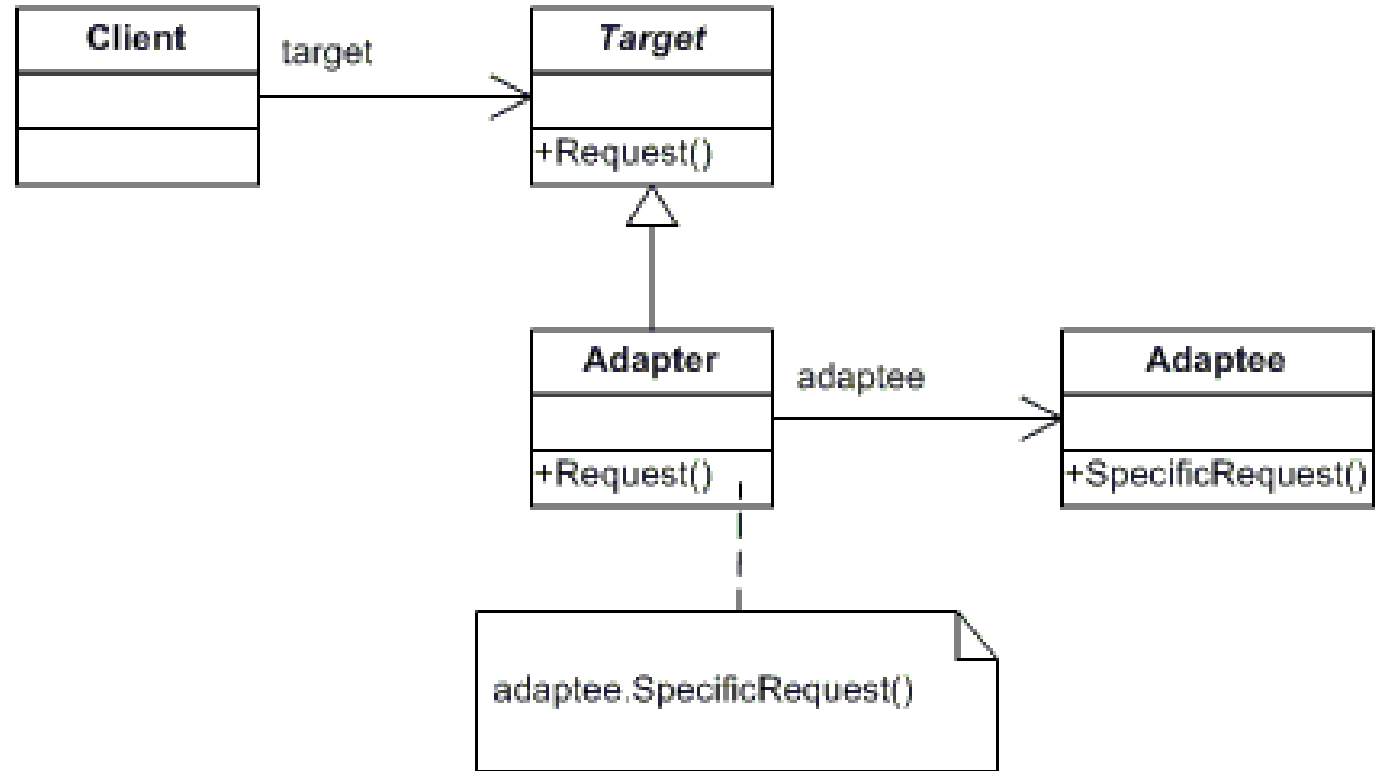 Client
target
Target
+Request()
Adapter
adaptee
Adaptee
+Request()
+SpecificRequest()
adaptee.SpecificRequest()